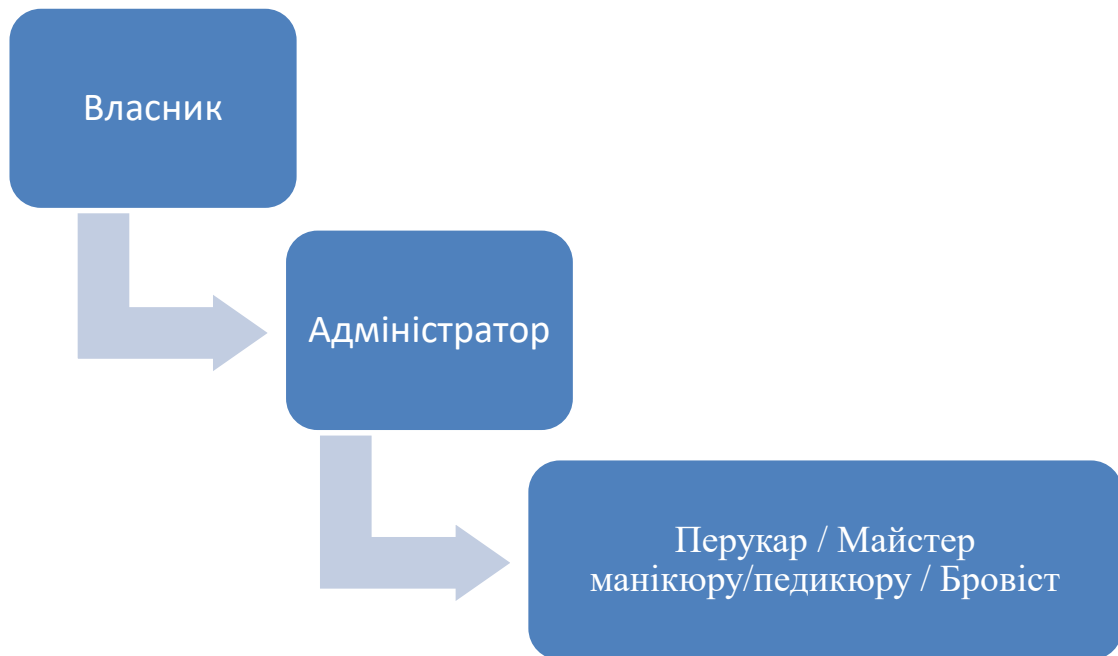 Власник
Адміністратор
Перукар / Майстер
манікюру/педикюру / Бровіст